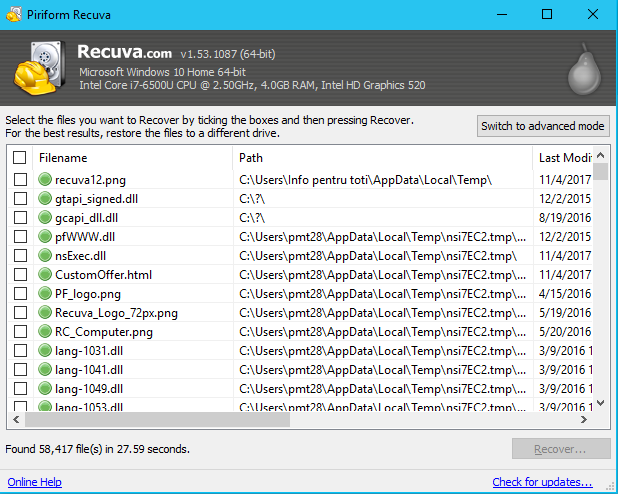 Piriform Recuva
Recuva.com v1.53.1087 (64-bit)
Microsoft Windows 10 Home 64-bit
Intel Core i7-6500U CPU @ 2.50GHz, 4.0GB RAM, Intel HD Graphics 520
Select the files you want to Recover by ticking the boxes and then pressing Recover.
For the best results, restore the files to a different drive.
Switch to advanced mode
Filename Path Last Modif
recuva12.png C:\Users\Info pentru toti\AppData\Local\Temp\ 11/4/2017
gtapi_signed.dll C:\?\ 12/2/2015
gcapi_dll.dll C:\?\ 8/19/2016
pfWWW.dll C:\Users\pmt28\AppData\Local\Temp\nsi7EC2.tmp\... 12/2/2015
nsExec.dll C:\Users\pmt28\AppData\Local\Temp\nsi7EC2.tmp\ 11/4/2017
CustomOffer.html C:\Users\pmt28\AppData\Local\Temp\nsi7EC2.tmp\... 11/4/2017
PF_logo.png C:\Users\pmt28\AppData\Local\Temp\nsi7EC2.tmp\... 4/15/2016
Recuva_Logo_72px.png C:\Users\pmt28\AppData\Local\Temp\nsi7EC2.tmp\... 5/19/2016
RC_Computer.png C:\Users\pmt28\AppData\Local\Temp\nsi7EC2.tmp\... 5/20/2016
lang-1031.dll C:\Users\pmt28\AppData\Local\Temp\nsi7EC2.tmp\... 3/9/2016 1
lang-1041.dll C:\Users\pmt28\AppData\Local\Temp\nsi7EC2.tmp\... 3/9/2016 1
lang-1049.dll C:\Users\pmt28\AppData\Local\Temp\nsi7EC2.tmp\... 3/9/2016 1
lang-1053.dll C:\Users\pmt28\AppData\Local\Temp\nsi7EC2.tmp\... 3/9/2016 1
Found 58,417 file(s) in 27.59 seconds.
Recover...
Online Help
Check for updates...